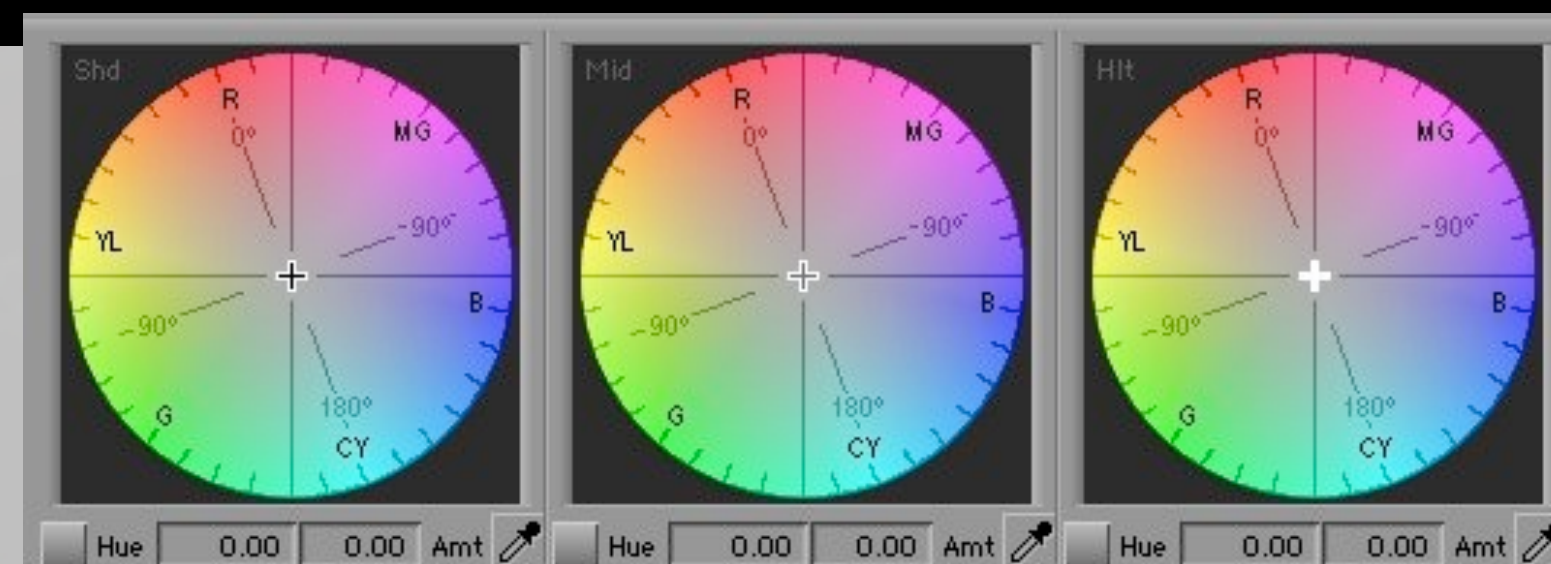 Shd Mid Hlt
R R R
MG MG MG
0° 0° 0°
-90° -90° -90°
YL YL YL
B B B
90° 90° 90°
180° 180° 180°
G G G
CY CY CY
Hue 0.00 0.00 Amt Hue 0.00 0.00 Amt Hue 0.00 0.00 Amt